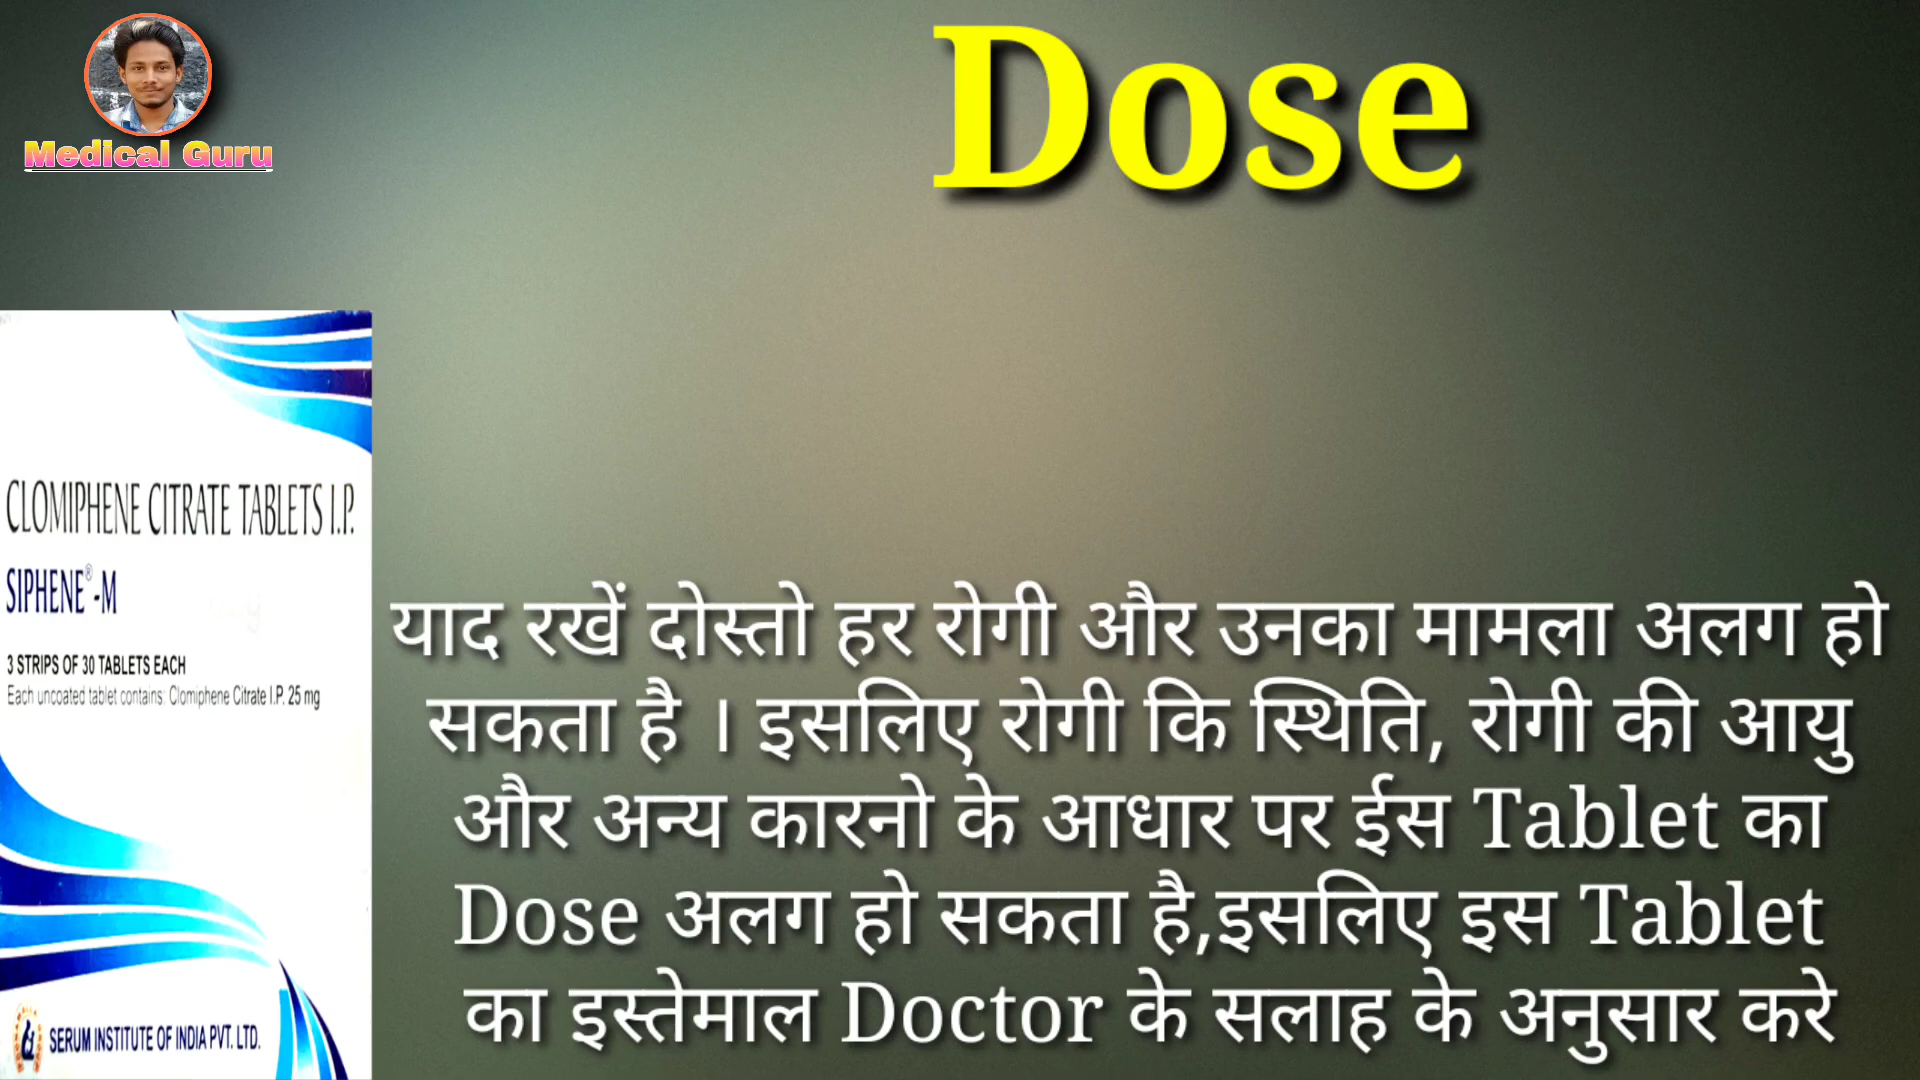 Medical Guru
Dose
CLOMIPHENE CITRATE TABLETS I.P.
SIPHENE®-M
3 STRIPS OF 30 TABLETS EACH
Each uncoated tablet contains: Clomiphene Citrate I.P. 25 mg
SERUM INSTITUTE OF INDIA PVT. LTD.
याद रखें दोस्तो हर रोगी और उनका मामला अलग हो
सकता है । इसलिए रोगी कि स्थिति, रोगी की आयु
और अन्य कारनो के आधार पर ईस Tablet का
Dose अलग हो सकता है,इसलिए इस Tablet
का इस्तेमाल Doctor के सलाह के अनुसार करे